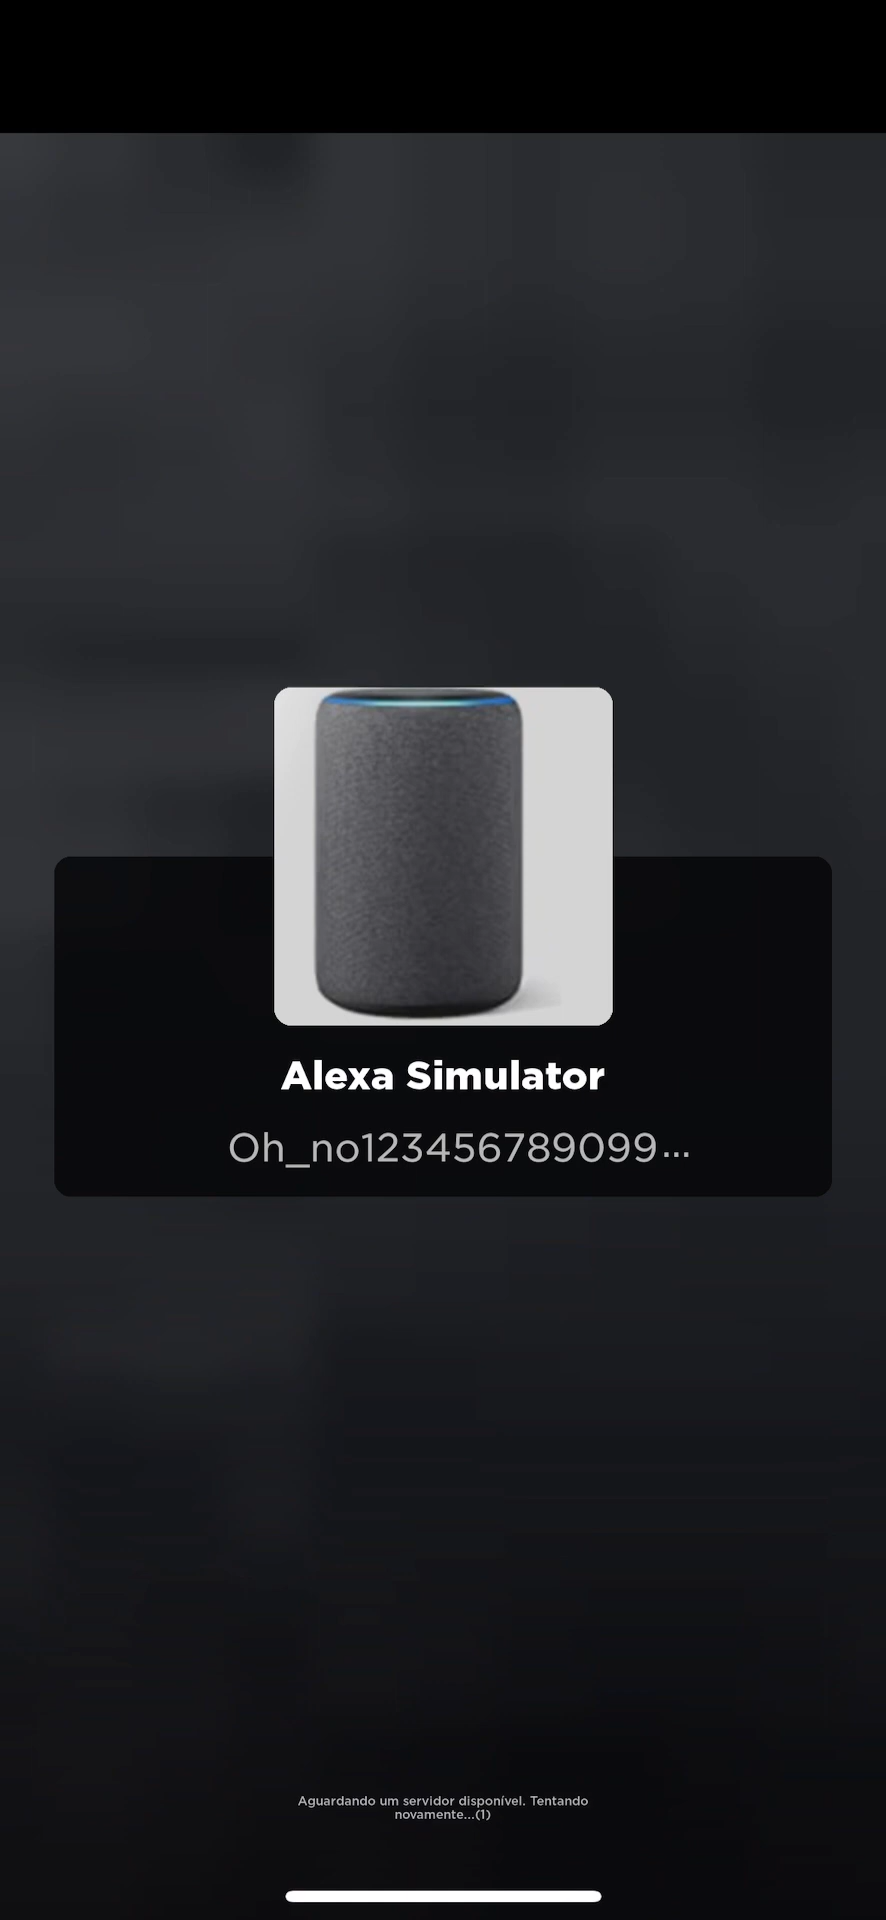 Alexa Simulator
Oh_no123456789099...
Aguardando um servidor disponível. Tentando
novamente...(1)